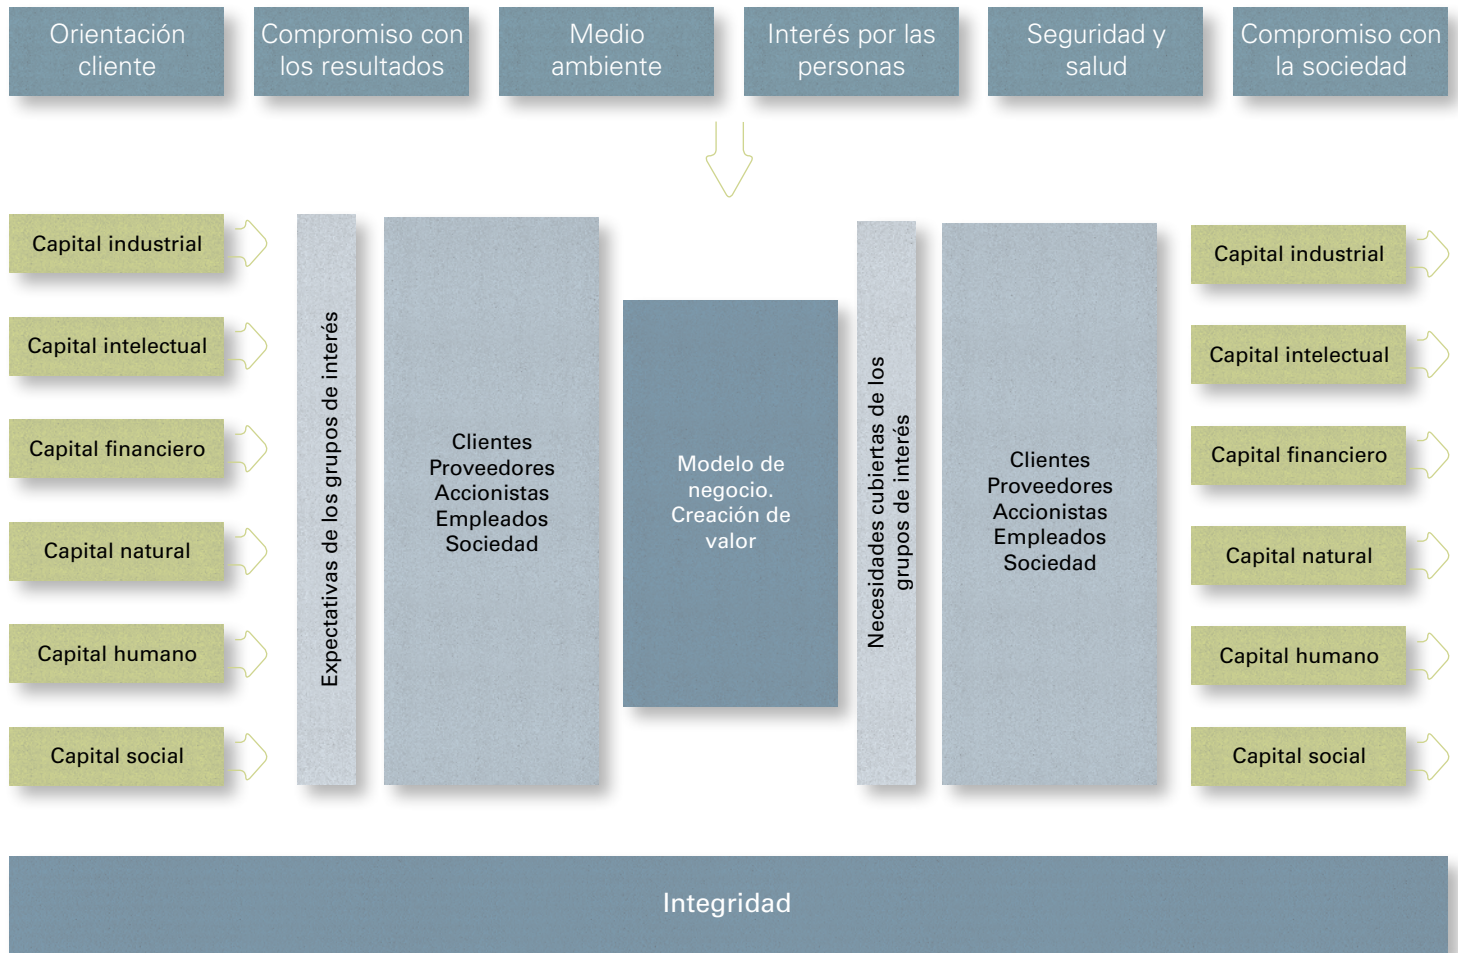 Orientación
cliente
Compromiso con
los resultados
Medio
ambiente
Interés por las
personas
Seguridad y
salud
Compromiso con
la sociedad
Capital industrial
Capital intelectual
Capital financiero
Capital natural
Capital humano
Capital social
Expectativas de los grupos de interés
Clientes
Proveedores
Accionistas
Empleados
Sociedad
Modelo de
negocio.
Creación de
valor
Necesidades cubiertas de los
grupos de interés
Clientes
Proveedores
Accionistas
Empleados
Sociedad
Capital industrial
Capital intelectual
Capital financiero
Capital natural
Capital humano
Capital social
Integridad